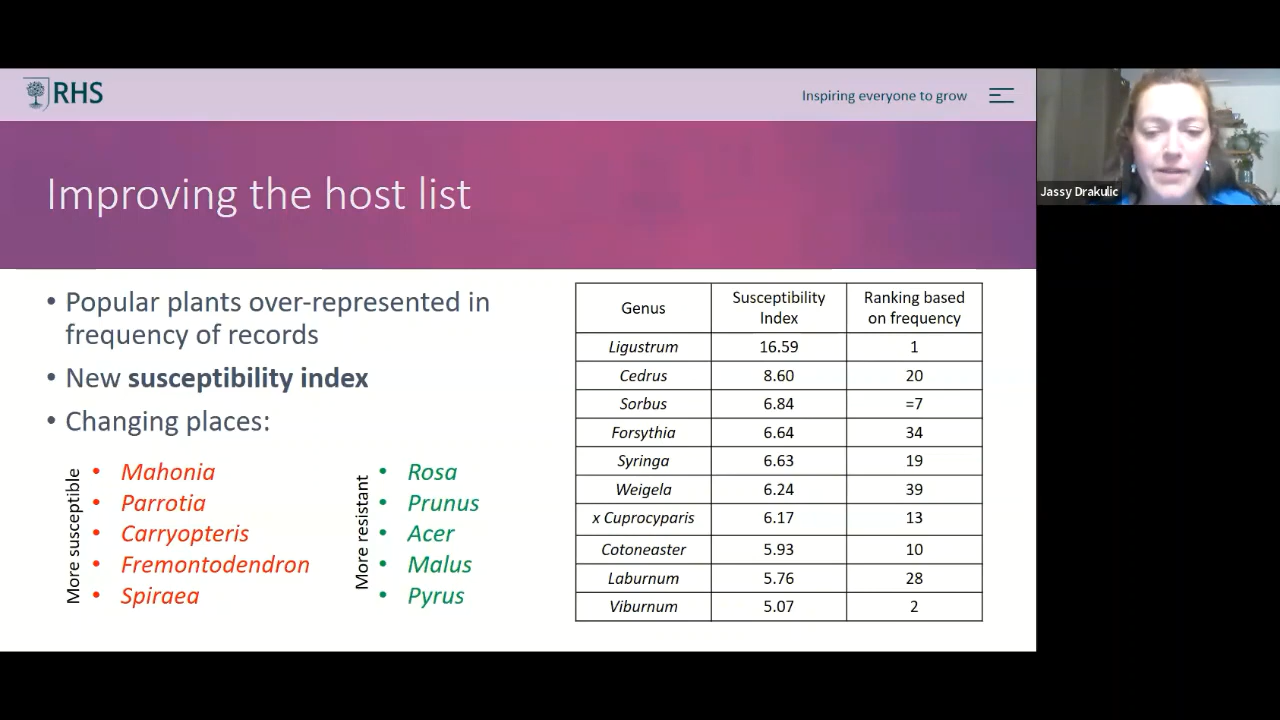 RHS
Inspiring everyone to grow
Jassy Drakulic
Improving the host list
• Popular plants over-represented in
frequency of records
• New susceptibility index
• Changing places:
More susceptible
• Mahonia
• Parrotia
• Carryopteris
• Fremontodendron
• Spiraea
More resistant
• Rosa
• Prunus
• Acer
• Malus
• Pyrus
Genus Susceptibility Index Ranking based on frequency
Ligustrum 16.59 1
Cedrus 8.60 20
Sorbus 6.84 =7
Forsythia 6.64 34
Syringa 6.63 19
Weigela 6.24 39
x Cuprocyparis 6.17 13
Cotoneaster 5.93 10
Laburnum 5.76 28
Viburnum 5.07 2